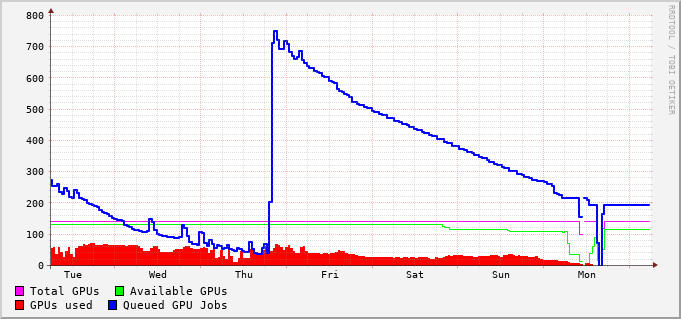 800
700
600
500
400
300
200
100
0
Tue Wed Thu Fri Sat Sun Mon
Total GPUs Available GPUs
GPUs used Queued GPU Jobs
RRDTOOL / TOBI OETIKER